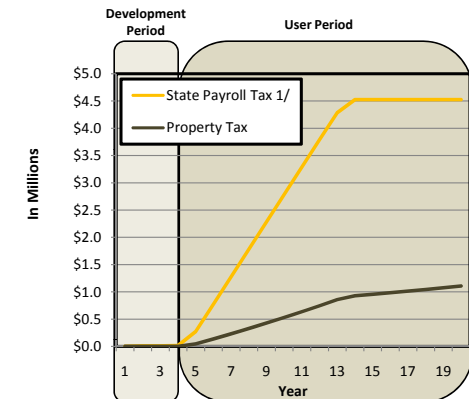 Development
Period
User Period
$5.0
$4.5
$4.0
$3.5
$3.0
$2.5
$2.0
$1.5
$1.0
$0.5
$0.0
In Millions
State Payroll Tax 1/
Property Tax
1 3 5 7 9 11 13 15 17 19
Year